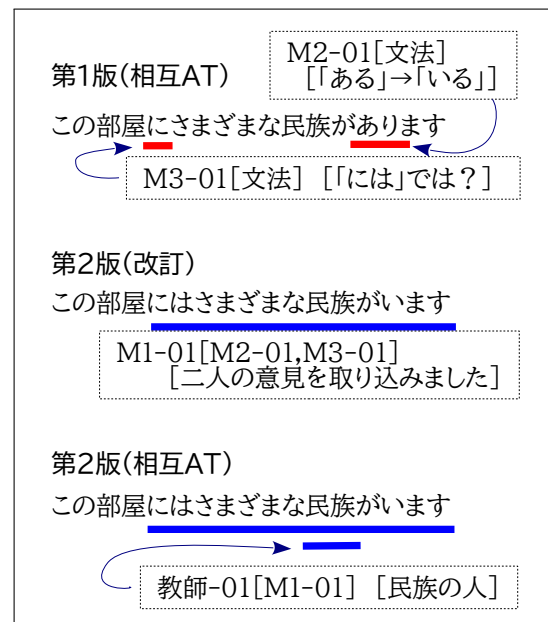 第1版(相互AT)
M2-01[文法]
[「ある」→「いる」]
この部屋にさまざまな民族があります
M3-01[文法] [「には」では？]
第2版(改訂)
この部屋にはさまざまな民族がいます
M1-01[M2-01,M3-01]
[二人の意見を取り込みました]
第2版(相互AT)
この部屋にはさまざまな民族がいます
教師-01[M1-01] [民族の人]